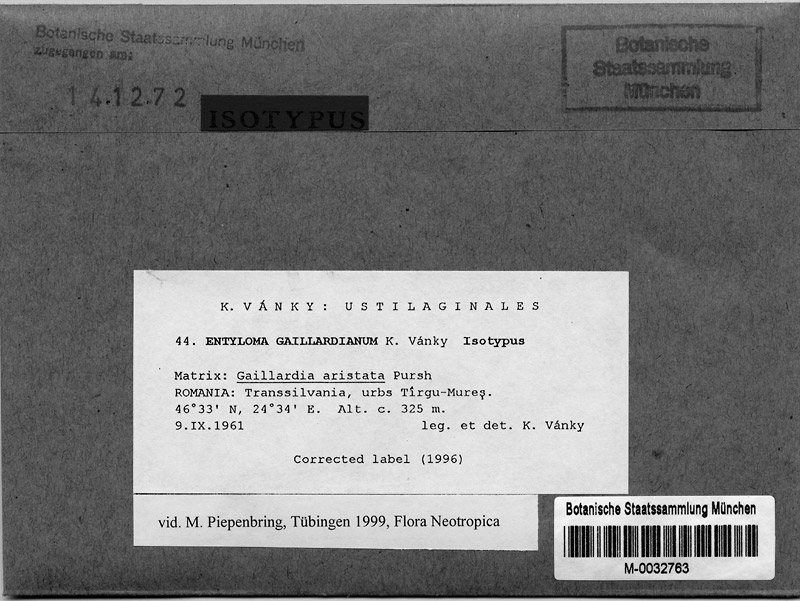 Botanische Staatssammlung München
zugegangen am:
14.12.72
ISOTYPUS
Botanische
Staatssammlung
München
K. VÁNKY: USTILAGINALES
44. ENTYLOMA GAILLARDIANUM K. Vánky Isotypus
Matrix: Gaillardia aristata Pursh
ROMANIA: Transsilvania, urbs Tîrgu-Mureş.
46°33' N, 24°34' E. Alt. c. 325 m.
9.IX.1961 leg. et det. K. Vánky
Corrected label (1996)
vid. M. Piepenbring, Tübingen 1999, Flora Neotropica
Botanische Staatssammlung München
M-0032763